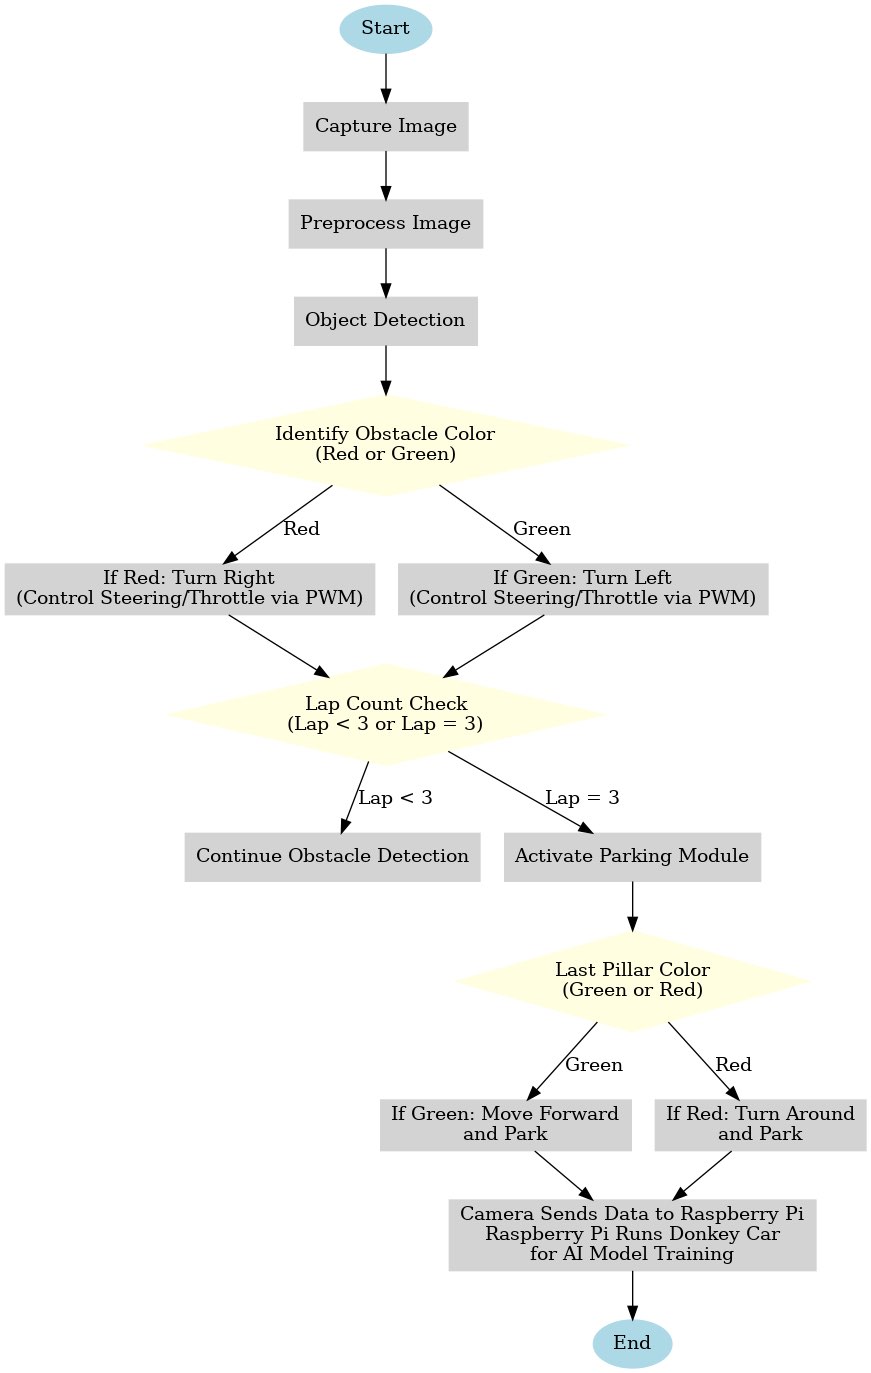 Start
Capture Image
Preprocess Image
Object Detection
Identify Obstacle Color
(Red or Green)
Red
Green
If Red: Turn Right
(Control Steering/Throttle via PWM)
If Green: Turn Left
(Control Steering/Throttle via PWM)
Lap Count Check
(Lap < 3 or Lap = 3)
Lap < 3
Lap = 3
Continue Obstacle Detection
Activate Parking Module
Last Pillar Color
(Green or Red)
Green
Red
If Green: Move Forward
and Park
If Red: Turn Around
and Park
Camera Sends Data to Raspberry Pi
Raspberry Pi Runs Donkey Car
for AI Model Training
End